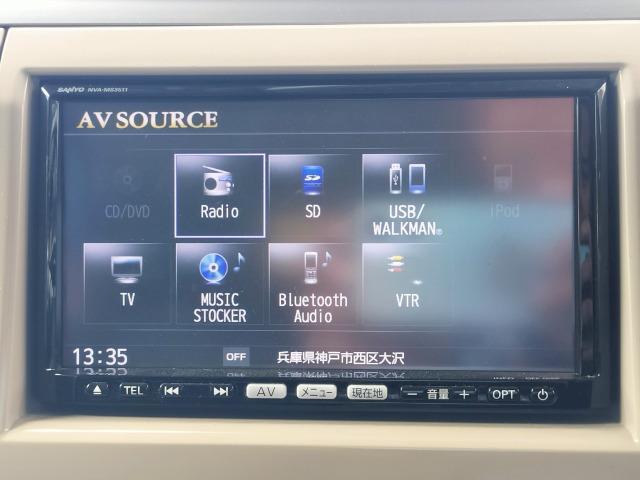 SANYO NVA-MS3511
AV SOURCE
CD/DVD
Radio
SD
USB/
WALKMAN®
iPod
TV
MUSIC
STOCKER
Bluetooth
Audio
VTR
13:35
OFF
兵庫県神戸市西区大沢
TEL
AV
メニュー
現在地
− 音量 +
OPT